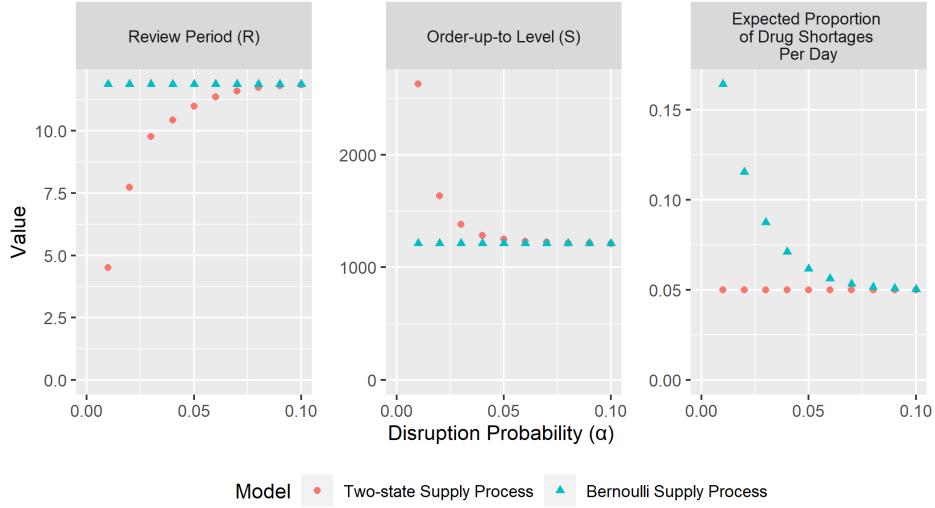 Review Period (R)
Order-up-to Level (S)
Expected Proportion
of Drug Shortages
Per Day
Value
10.0
7.5
5.0
2.5
0.0
2000
1000
0
0.15
0.10
0.05
0.00
0.00 0.05 0.10
0.00 0.05 0.10
0.00 0.05 0.10
Disruption Probability (α)
Model Two-state Supply Process Bernoulli Supply Process